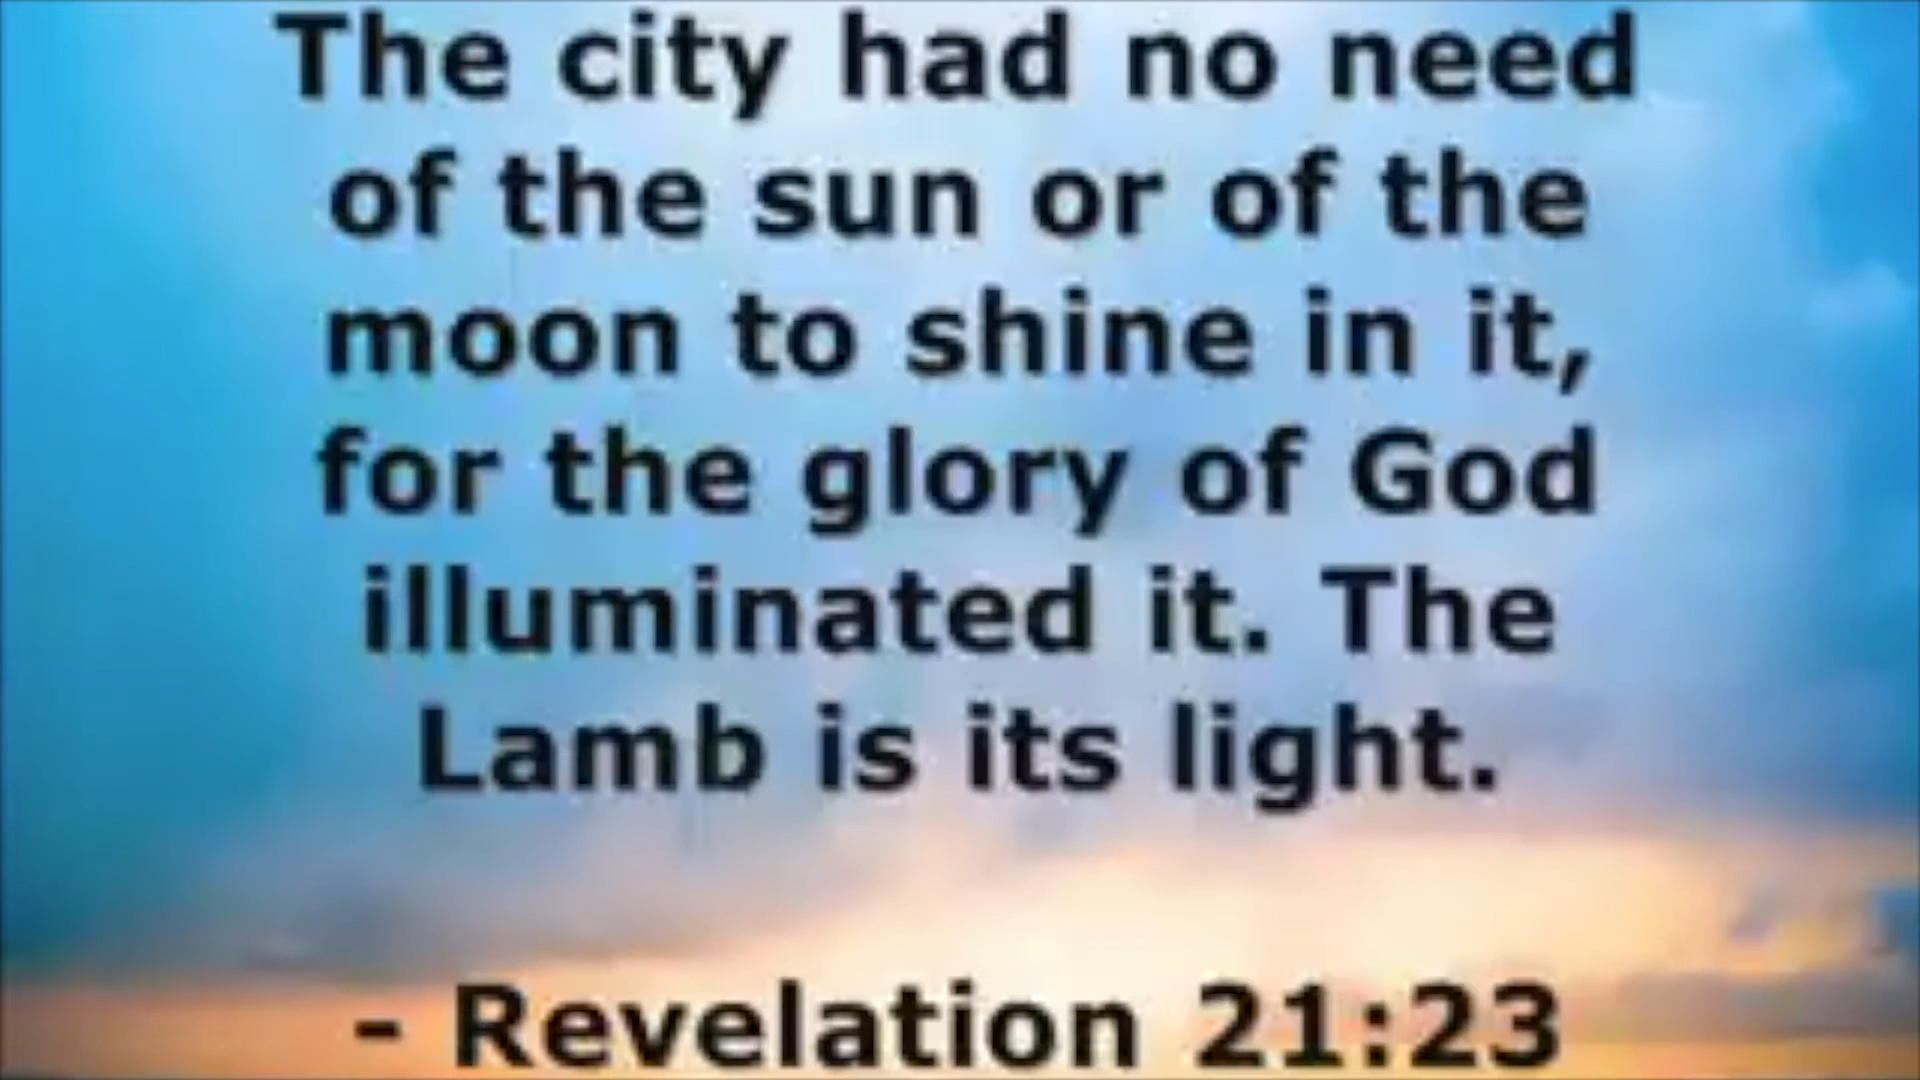 The city had no need
of the sun or of the
moon to shine in it,
for the glory of God
illuminated it. The
Lamb is its light.
- Revelation 21:23